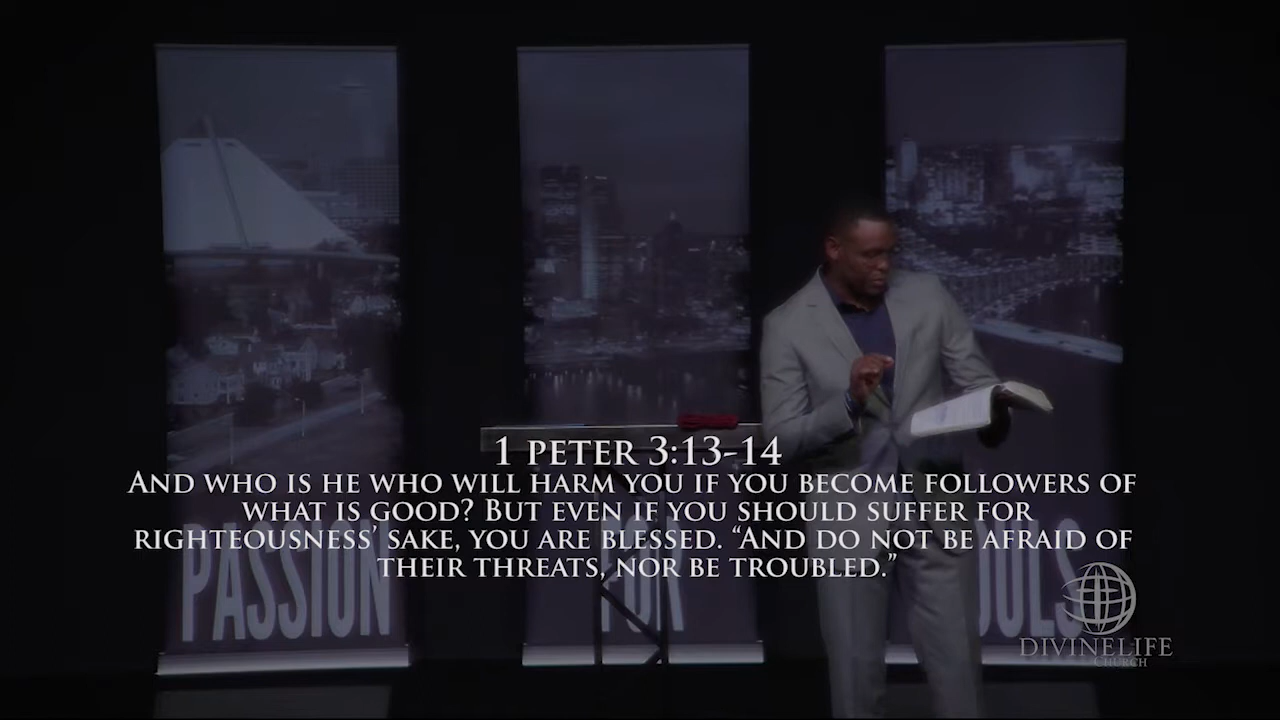 1 PETER 3:13-14
AND WHO IS HE WHO WILL HARM YOU IF YOU BECOME FOLLOWERS OF
WHAT IS GOOD? BUT EVEN IF YOU SHOULD SUFFER FOR
RIGHTEOUSNESS’ SAKE, YOU ARE BLESSED. “AND DO NOT BE AFRAID OF
THEIR THREATS, NOR BE TROUBLED.”
PASSION
FOR
OULS
DIVINELIFE
CHURCH